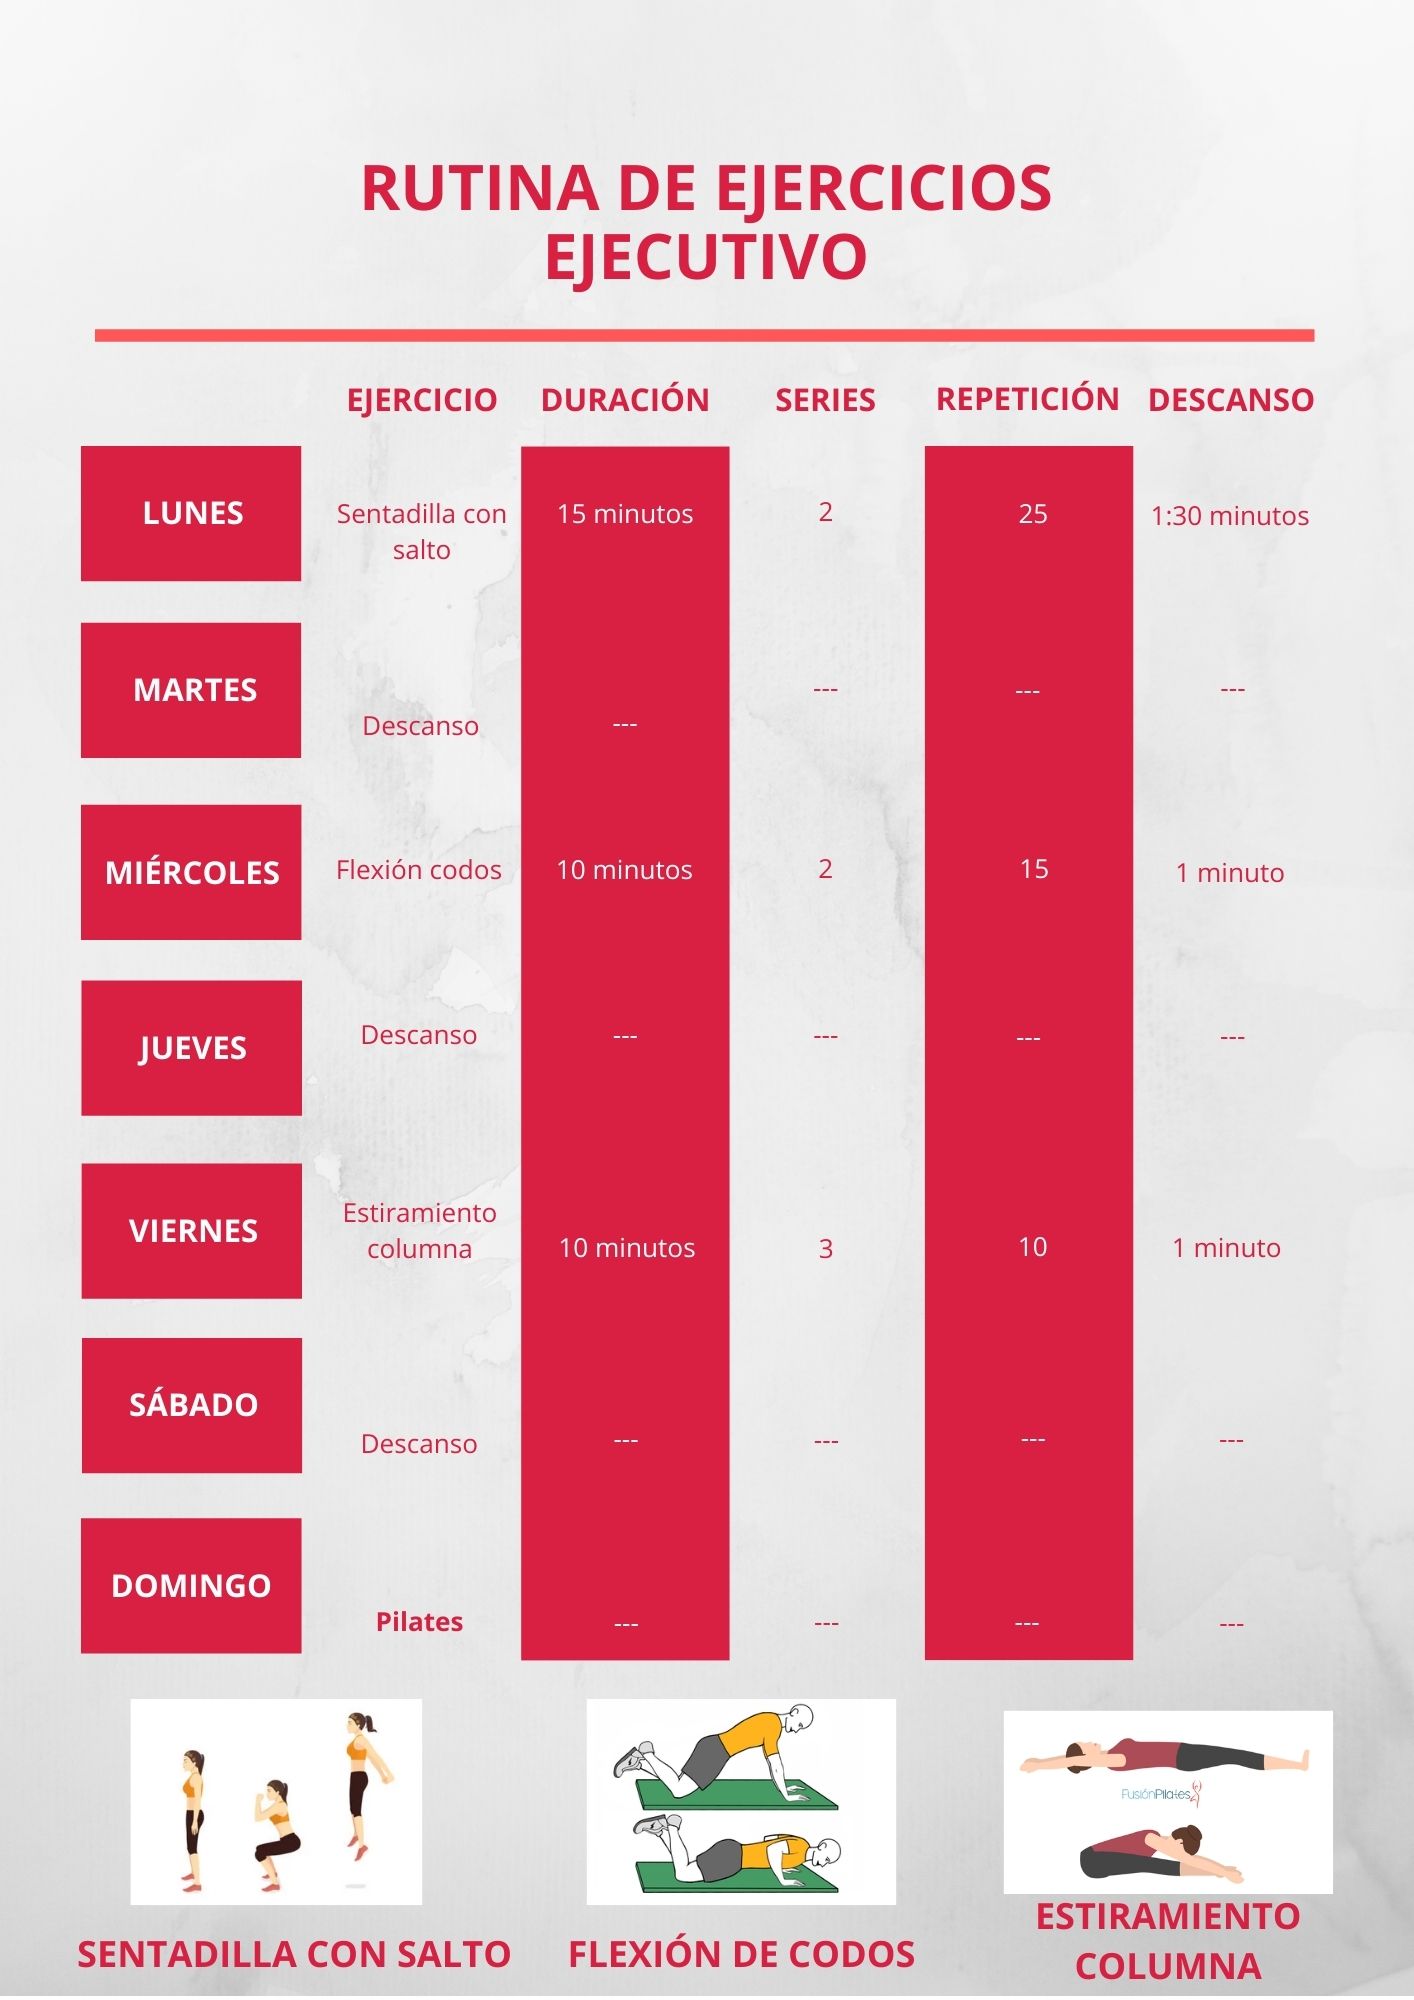 RUTINA DE EJERCICIOS
EJECUTIVO
EJERCICIO DURACIÓN SERIES REPETICIÓN DESCANSO
LUNES Sentadilla con salto 15 minutos 2 25 1:30 minutos
MARTES Descanso --- --- --- ---
MIÉRCOLES Flexión codos 10 minutos 2 15 1 minuto
JUEVES Descanso --- --- --- ---
VIERNES Estiramiento columna 10 minutos 3 10 1 minuto
SÁBADO Descanso --- --- --- ---
DOMINGO Pilates --- --- --- ---
FusiónPilates
SENTADILLA CON SALTO
FLEXIÓN DE CODOS
ESTIRAMIENTO
COLUMNA